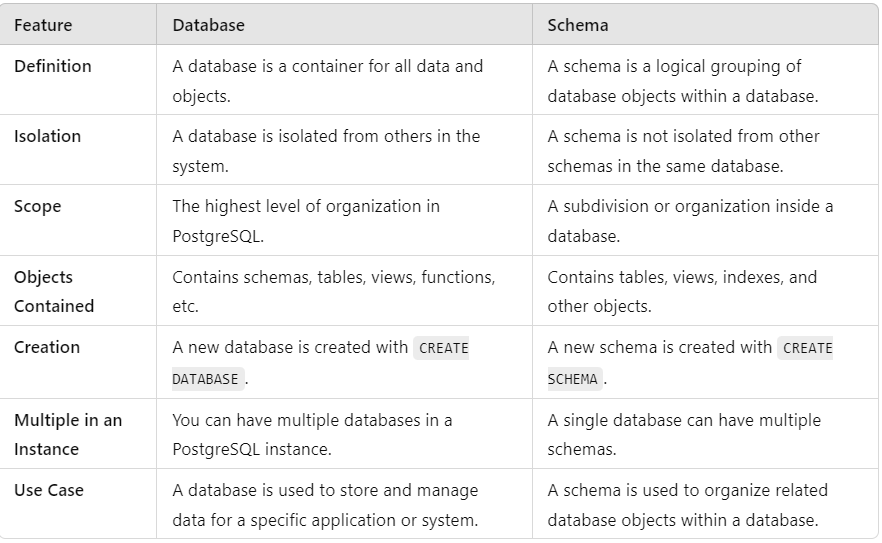 Feature Database Schema
Definition A database is a container for all data and A schema is a logical grouping of
objects. database objects within a database.
Isolation A database is isolated from others in the A schema is not isolated from other
system. schemas in the same database.
Scope The highest level of organization in A subdivision or organization inside a
PostgreSQL. database.
Objects Contains schemas, tables, views, functions, Contains tables, views, indexes, and
Contained etc. other objects.
Creation A new database is created with CREATE A new schema is created with CREATE
DATABASE . SCHEMA .
Multiple in an You can have multiple databases in a A single database can have multiple
Instance PostgreSQL instance. schemas.
Use Case A database is used to store and manage A schema is used to organize related
data for a specific application or system. database objects within a database.